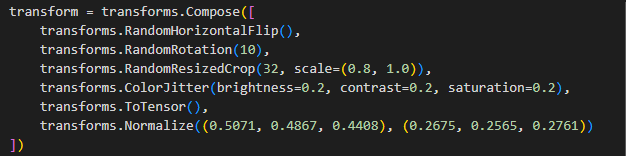 transform = transforms.Compose([
    transforms.RandomHorizontalFlip(),
    transforms.RandomRotation(10),
    transforms.RandomResizedCrop(32, scale=(0.8, 1.0)),
    transforms.ColorJitter(brightness=0.2, contrast=0.2, saturation=0.2),
    transforms.ToTensor(),
    transforms.Normalize((0.5071, 0.4867, 0.4408), (0.2675, 0.2565, 0.2761))
])